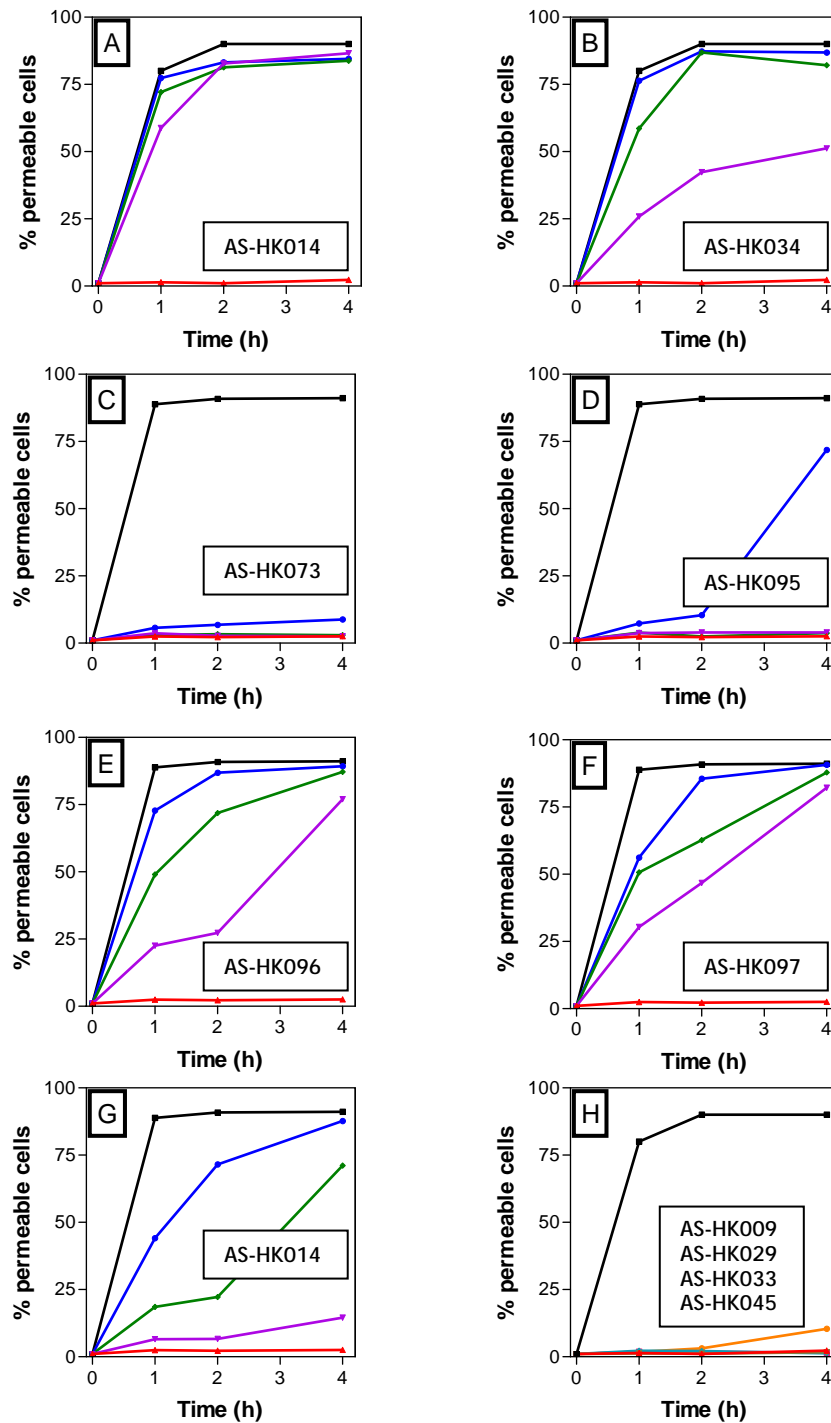 A
% permeable cells
100
75
50
25
0
AS-HK014
0 1 2 3 4
Time (h)
B
% permeable cells
100
75
50
25
0
AS-HK034
0 1 2 3 4
Time (h)
C
% permeable cells
100
75
50
25
0
AS-HK073
0 1 2 3 4
Time (h)
D
% permeable cells
100
75
50
25
0
AS-HK095
0 1 2 3 4
Time (h)
E
% permeable cells
100
75
50
25
0
AS-HK096
0 1 2 3 4
Time (h)
F
% permeable cells
100
75
50
25
0
AS-HK097
0 1 2 3 4
Time (h)
G
% permeable cells
100
75
50
25
0
AS-HK014
0 1 2 3 4
Time (h)
H
% permeable cells
100
75
50
25
0
AS-HK009
AS-HK029
AS-HK033
AS-HK045
0 1 2 3 4
Time (h)